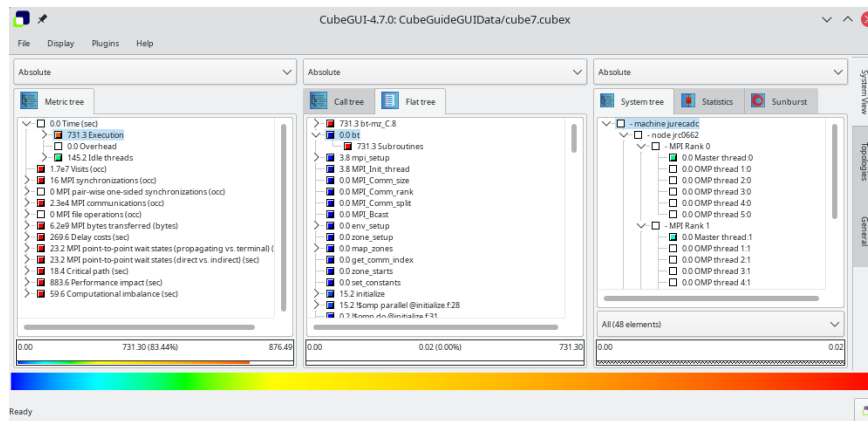 CubeGUI-4.7.0: CubeGuideGUIData/cube7.cubex
File Display Plugins Help
Absolute
Metric tree
0.0 Time (sec)
731.3 Execution
0.0 Overhead
145.2 Idle threads
1.7e7 Visits (occ)
16 MPI synchronizations (occ)
0 MPI pair-wise one-sided synchronizations (occ)
2.3e4 MPI communications (occ)
0 MPI file operations (occ)
6.2e9 MPI bytes transferred (bytes)
269.6 Delay costs (sec)
23.2 MPI point-to-point wait states (propagating vs. terminal) (
23.2 MPI point-to-point wait states (direct vs. indirect) (sec)
18.4 Critical path (sec)
883.6 Performance impact (sec)
59.6 Computational imbalance (sec)
0.00 731.30 (83.44%) 876.49
Absolute
Call tree Flat tree
731.3 bt-mz_C.8
0.0 bt
731.3 Subroutines
3.8 mpi_setup
3.8 MPI_Init_thread
0.0 MPI_Comm_size
0.0 MPI_Comm_rank
0.0 MPI_Comm_split
0.0 MPI_Bcast
0.0 env_setup
0.0 zone_setup
0.0 map_zones
0.0 get_comm_index
0.0 zone_starts
0.0 set_constants
15.2 initialize
15.2 !$omp parallel @initialize.f:28
0.2 !$omp do @initialize.f:31
0.00 0.02 (0.00%) 731.30
Absolute
System tree Statistics Sunburst
- machine jurecadc
- node jrc0662
- MPI Rank 0
0.0 Master thread:0
0.0 OMP thread 1:0
0.0 OMP thread 2:0
0.0 OMP thread 3:0
0.0 OMP thread 4:0
0.0 OMP thread 5:0
- MPI Rank 1
0.0 Master thread:1
0.0 OMP thread 1:1
0.0 OMP thread 2:1
0.0 OMP thread 3:1
0.0 OMP thread 4:1
All (48 elements)
0.00 0.02
System View
Topologies
General
Ready